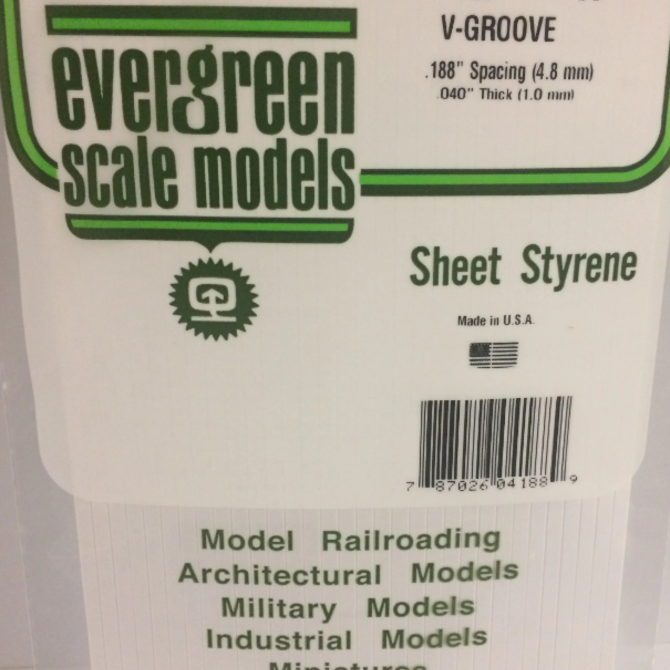 V-GROOVE
.188" Spacing (4.8 mm)
.040" Thick (1.0 mm)
evergreen
scale models
Sheet Styrene
Made in U.S.A.
7 87026 04188 9
Model Railroading
Architectural Models
Military Models
Industrial Models
Miniatures